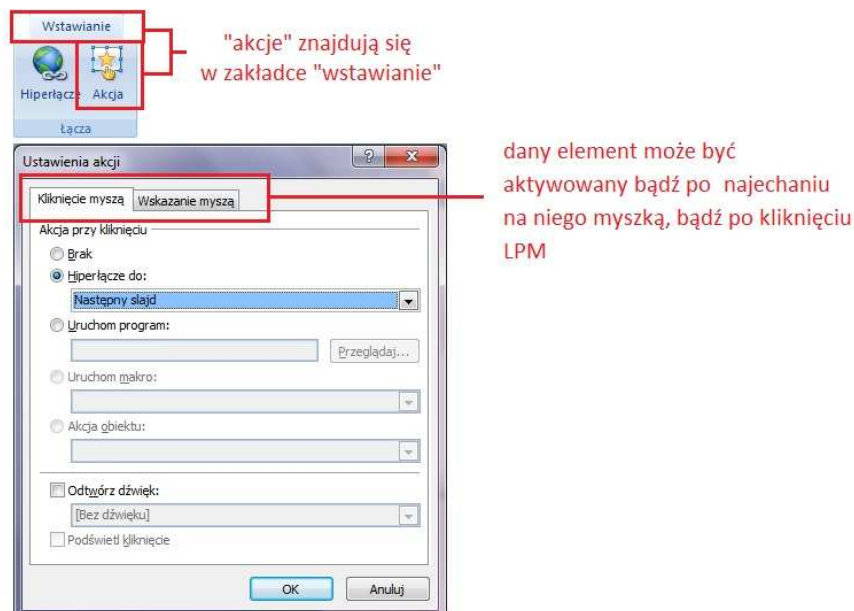 Wstawianie
Hiperłącze Akcja
Łącza
"akcje" znajdują się
w zakładce "wstawianie"
Ustawienia akcji
Kliknięcie myszą Wskazanie myszą
Akcja przy kliknięciu
Brak
Hiperłącze do:
Następny slajd
Uruchom program:
Przeglądaj...
Uruchom makro:
Akcja obiektu:
Odtwórz dźwięk:
[Bez dźwięku]
Podświetl kliknięcie
OK Anuluj
dany element może być
aktywowany bądź po najechaniu
na niego myszką, bądź po kliknięciu
LPM